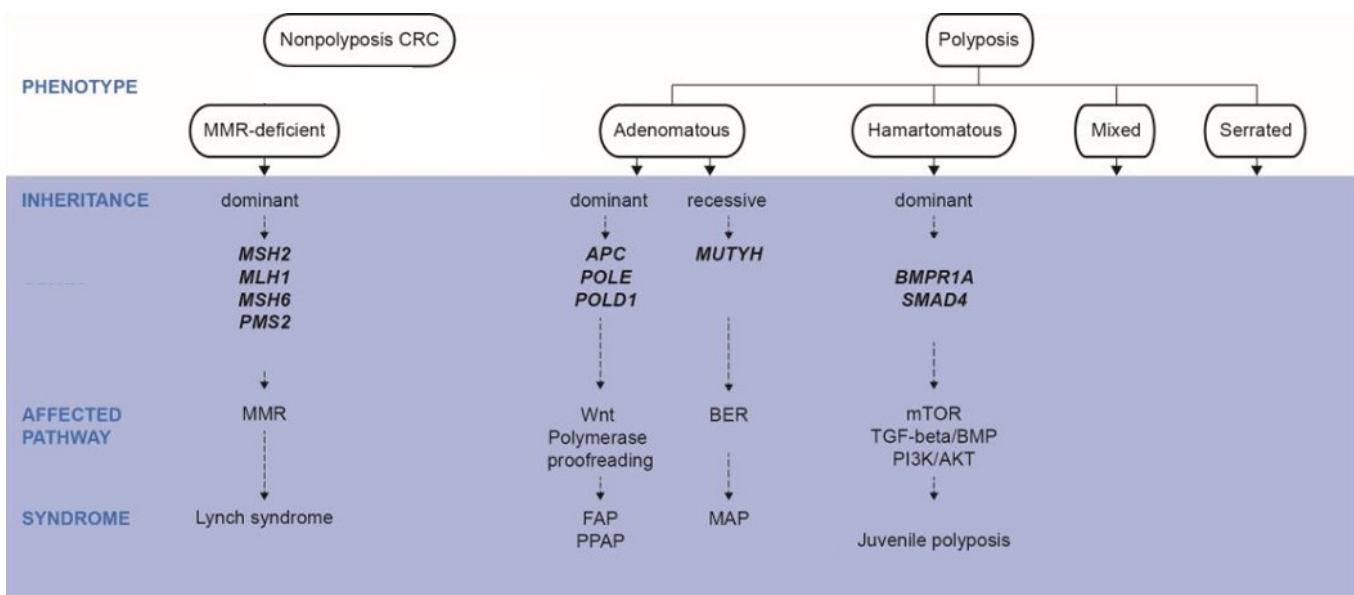 Nonpolyposis CRC
Polyposis
PHENOTYPE
MMR-deficient
Adenomatous
Hamartomatous
Mixed
Serrated
INHERITANCE
dominant
dominant
recessive
dominant
MSH2
MLH1
MSH6
PMS2
APC
POLE
POLD1
MUTYH
BMPR1A
SMAD4
AFFECTED
PATHWAY
MMR
Wnt
Polymerase
proofreading
BER
mTOR
TGF-beta/BMP
PI3K/AKT
SYNDROME
Lynch syndrome
FAP
PPAP
MAP
Juvenile polyposis